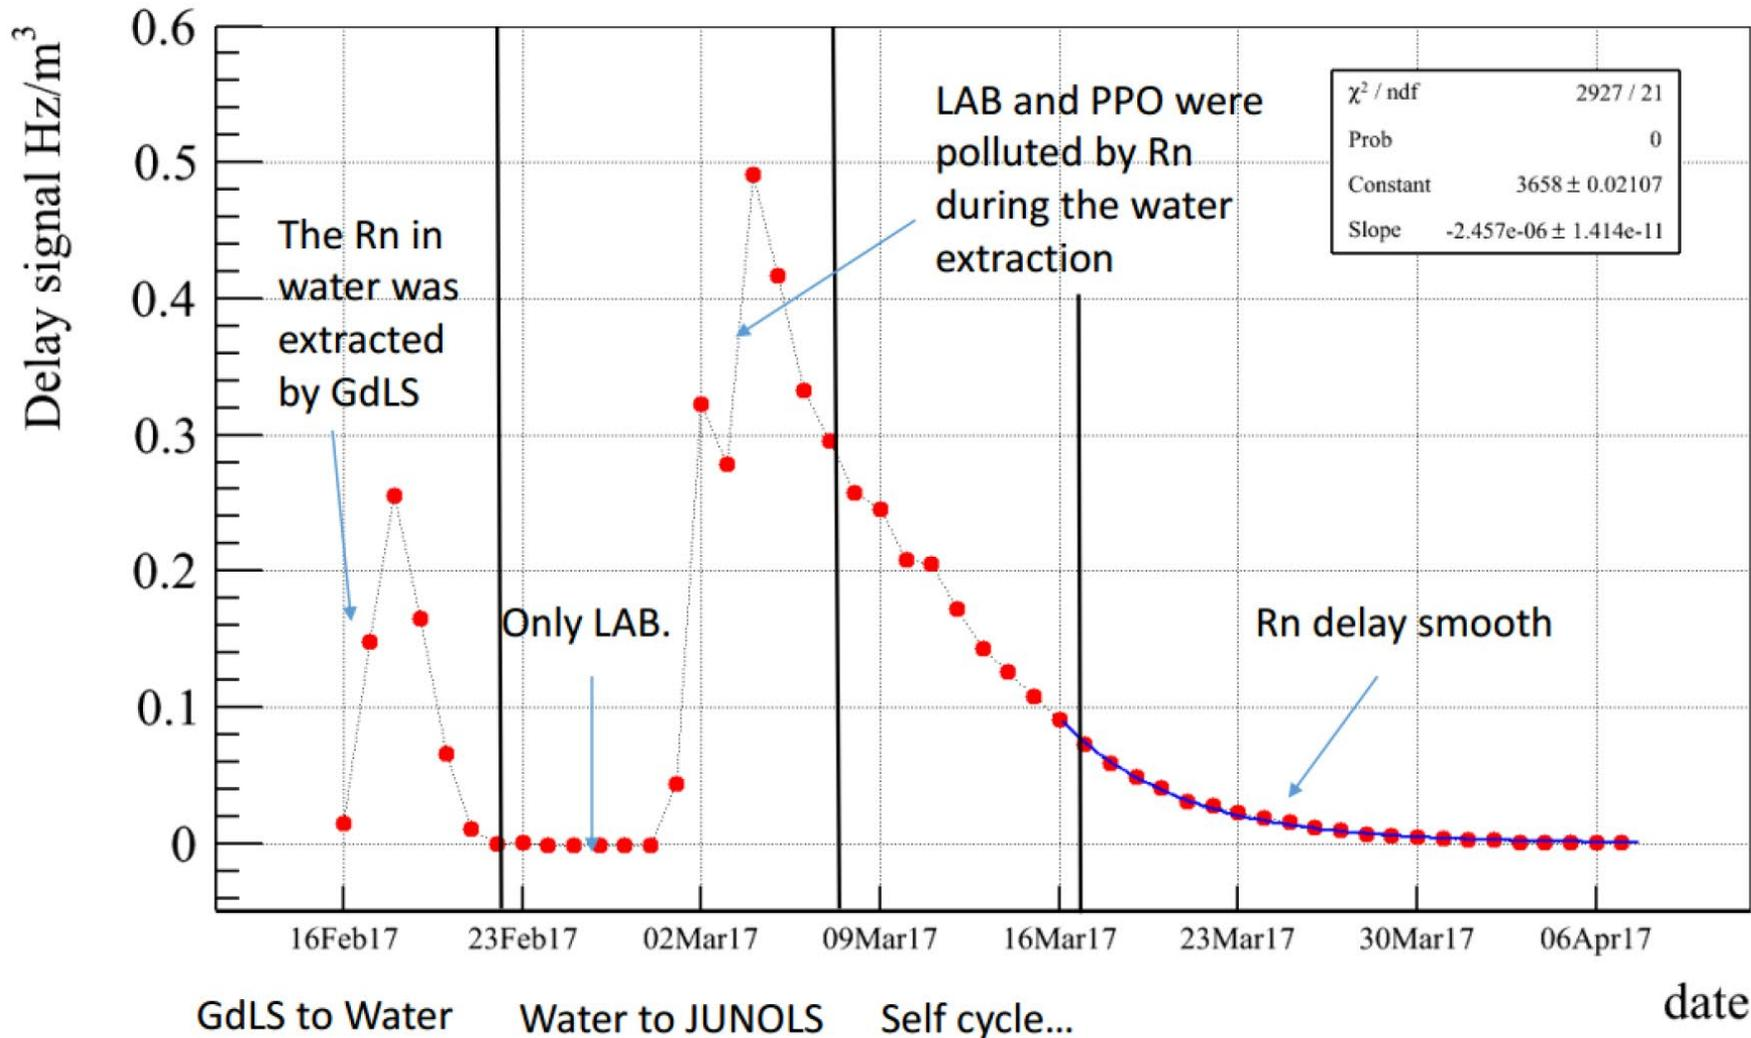 Delay signal Hz/m³
0.6
0.5
0.4
0.3
0.2
0.1
0
The Rn in
water was
extracted
by GdLS
Only LAB.
LAB and PPO were
polluted by Rn
during the water
extraction
χ² / ndf 2927 / 21
Prob 0
Constant 3658 ± 0.02107
Slope -2.457e-06 ± 1.414e-11
Rn delay smooth
16Feb17 23Feb17 02Mar17 09Mar17 16Mar17 23Mar17 30Mar17 06Apr17
date
GdLS to Water Water to JUNOLS Self cycle...